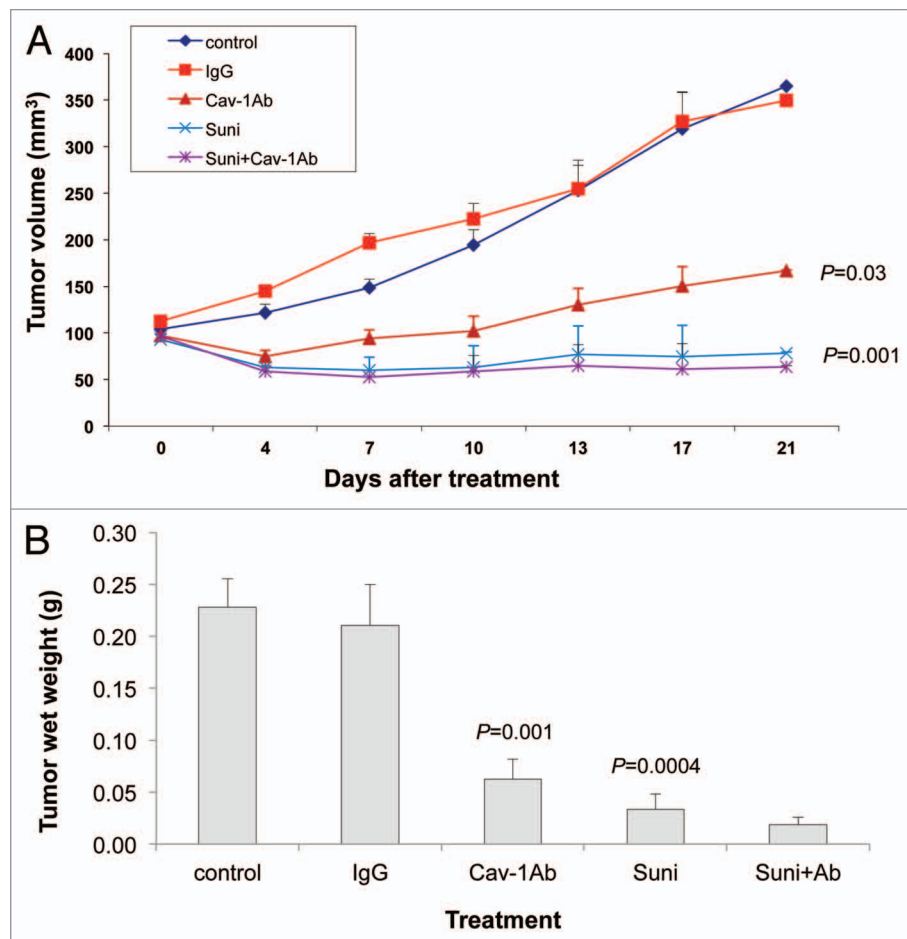 A
control
IgG
Cav-1Ab
Suni
Suni+Cav-1Ab
Tumor volume (mm³)
400
350
300
250
200
150
100
50
0
P=0.03
P=0.001
0 4 7 10 13 17 21
Days after treatment
B
Tumor wet weight (g)
0.30
0.25
0.20
0.15
0.10
0.05
0.00
P=0.001
P=0.0004
control IgG Cav-1Ab Suni Suni+Ab
Treatment